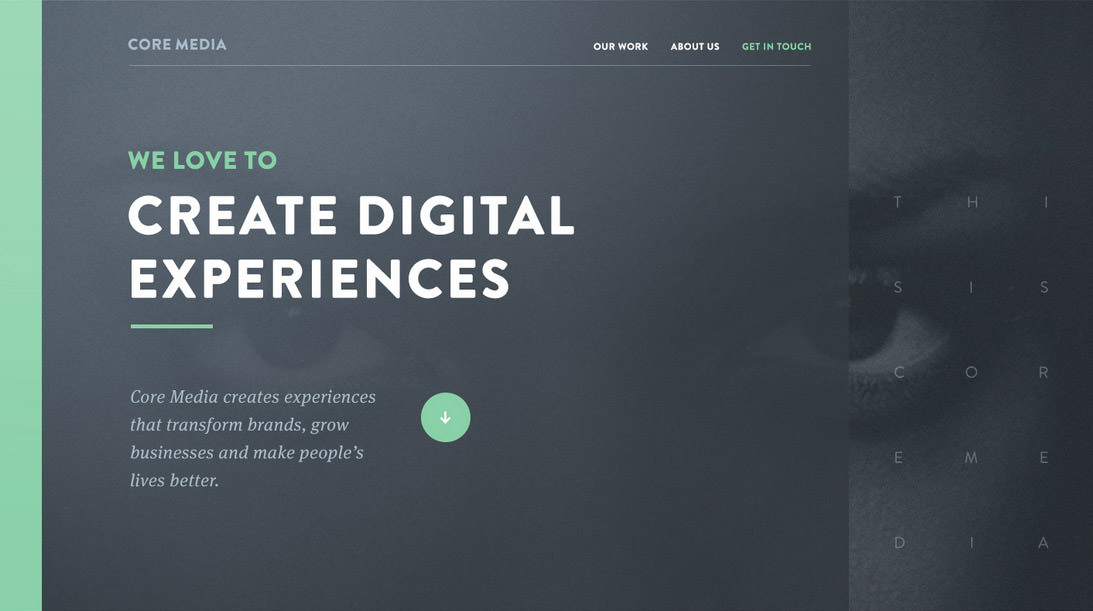 CORE MEDIA
OUR WORK ABOUT US GET IN TOUCH
WE LOVE TO
CREATE DIGITAL
EXPERIENCES
Core Media creates experiences
that transform brands, grow
businesses and make people’s
lives better.
T H I
S I S
C O R
E M E
D I A